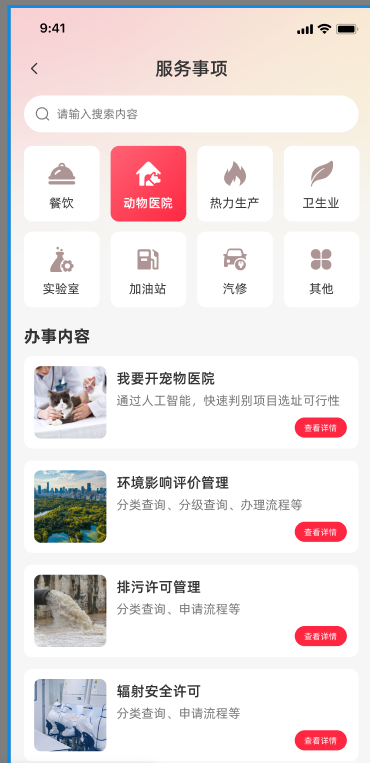 9:41
服务事项
请输入搜索内容
餐饮
动物医院
热力生产
卫生业
实验室
加油站
汽修
其他
办事内容
我要开宠物医院
通过人工智能，快速判别项目选址可行性
查看详情
环境影响评价管理
分类查询、分级查询、办理流程等
查看详情
排污许可管理
分类查询、申请流程等
查看详情
辐射安全许可
分类查询、申请流程等
查看详情